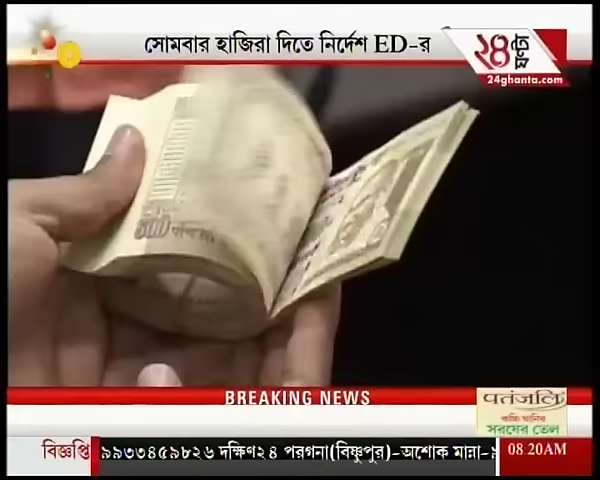 সোমবার হাজিরা দিতে নির্দেশ ED-র
২৪ ঘণ্টা
24ghanta.com
BREAKING NEWS
পতঞ্জলি
কাচ্চি ঘানির
সরষের তেল
বিজ্ঞপ্তি ৯৯৩৩৪৫৯৮২৬ দক্ষিণ২৪ পরগনা(বিষ্ণুপুর)-অশোক মান্না-৯ 08:20AM